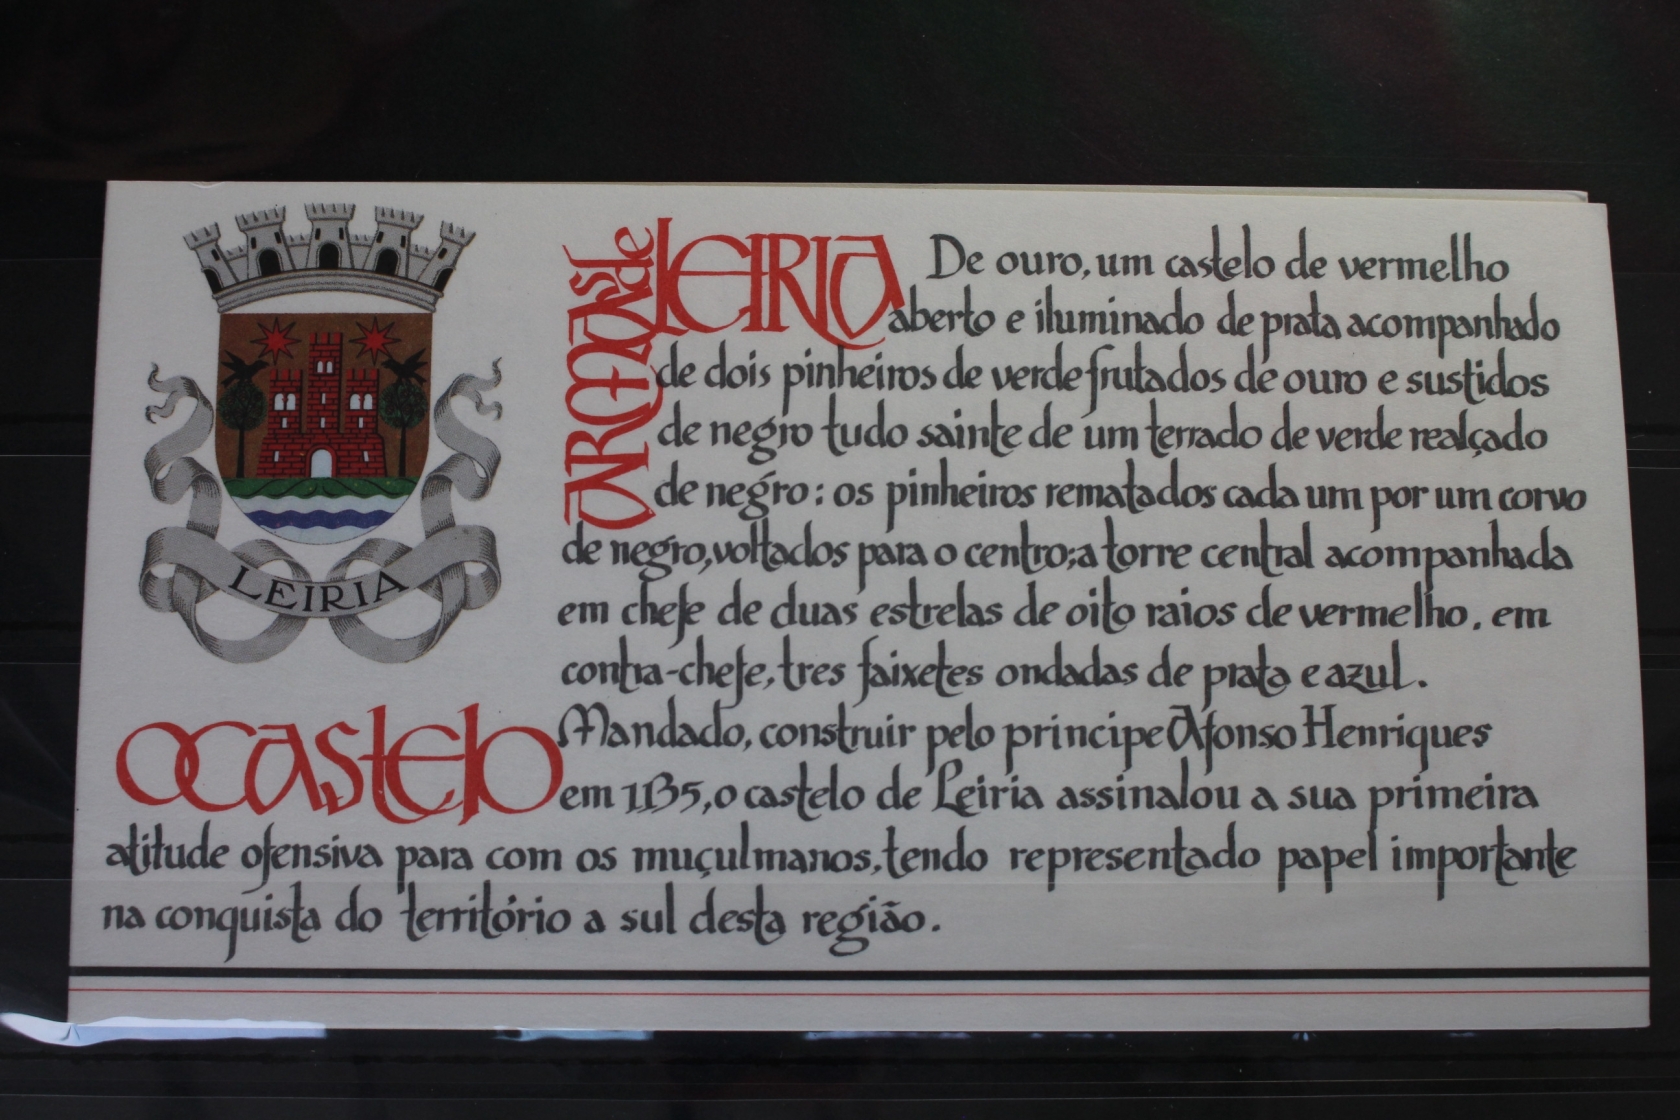 LEIRIA
ARMAS de LEIRIA
De ouro, um castelo de vermelho
aberto e iluminado de prata acompanhado
de dois pinheiros de verde frutados de ouro e sustidos
de negro tudo sainte de um terrado de verde realçado
de negro: os pinheiros rematados cada um por um corvo
de negro, voltados para o centro; a torre central acompanhada
em chefe de duas estrelas de oito raios de vermelho. em
contra-chefe, tres faixetes ondadas de prata e azul.
O CASTELO
Mandado, construir pelo principe Afonso Henriques
em 1135, o castelo de Leiria assinalou a sua primeira
atitude ofensiva para com os muçulmanos, tendo representado papel importante
na conquista do território a sul desta região.